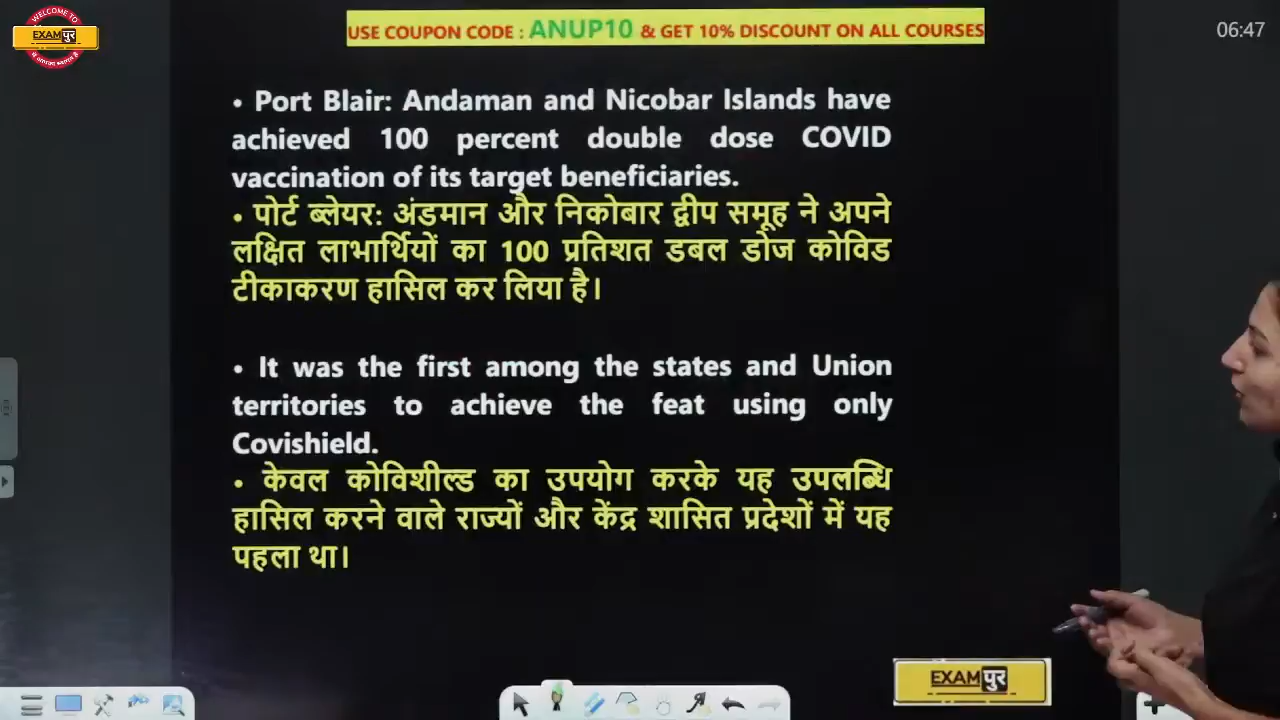 WELCOME TO
EXAMपुर
USE COUPON CODE : ANUP10 & GET 10% DISCOUNT ON ALL COURSES
06:47
• Port Blair: Andaman and Nicobar Islands have
achieved 100 percent double dose COVID
vaccination of its target beneficiaries.
• पोर्ट ब्लेयर: अंडमान और निकोबार द्वीप समूह ने अपने
लक्षित लाभार्थियों का 100 प्रतिशत डबल डोज कोविड
टीकाकरण हासिल कर लिया है।
• It was the first among the states and Union
territories to achieve the feat using only
Covishield.
• केवल कोविशील्ड का उपयोग करके यह उपलब्धि
हासिल करने वाले राज्यों और केंद्र शासित प्रदेशों में यह
पहला था।
EXAMपुर